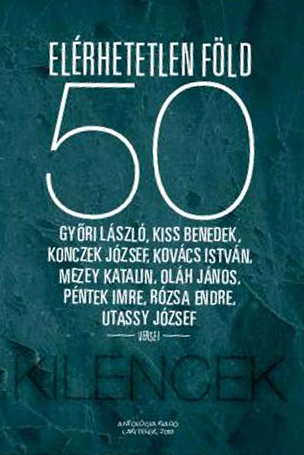 ELÉRHETETLEN FÖLD
50
GYŐRI LÁSZLÓ, KISS BENEDEK,
KONCZEK JÓZSEF, KOVÁCS ISTVÁN,
MEZEY KATALIN, OLÁH JÁNOS,
PÉNTEK IMRE, RÓZSA ENDRE,
UTASSY JÓZSEF
VERSEI
KILENCEK
ANTOLÓGIA KIADÓ
LAKITELEK, 2019